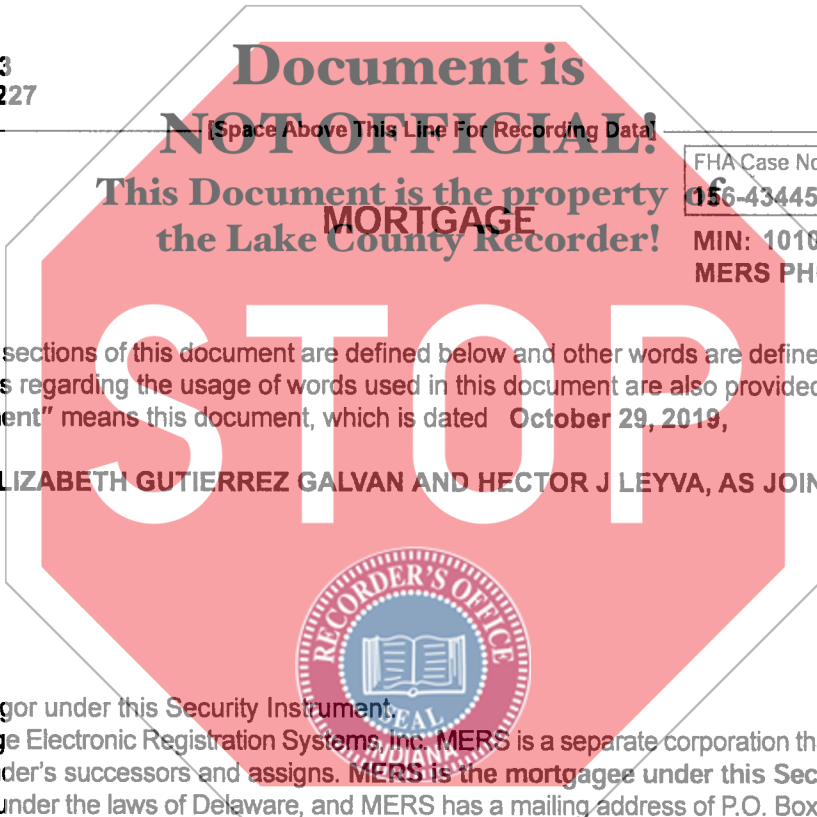 Document is
3
227
NOT OFFICIAL!
[Space Above This Line For Recording Data]
FHA Case No
This Document is the property of
156-43445
MORTGAGE
the Lake County Recorder!
MIN: 1010
MERS PH
STOP
sections of this document are defined below and other words are define
s regarding the usage of words used in this document are also provided
ent" means this document, which is dated October 29, 2019,
LIZABETH GUTIERREZ GALVAN AND HECTOR J LEYVA, AS JOIN
RECORDER'S OFFICE
SEAL
INDIANA
gor under this Security Instrument.
ge Electronic Registration Systems, Inc. MERS is a separate corporation th
der's successors and assigns. MERS is the mortgagee under this Sec
under the laws of Delaware, and MERS has a mailing address of P.O. Box